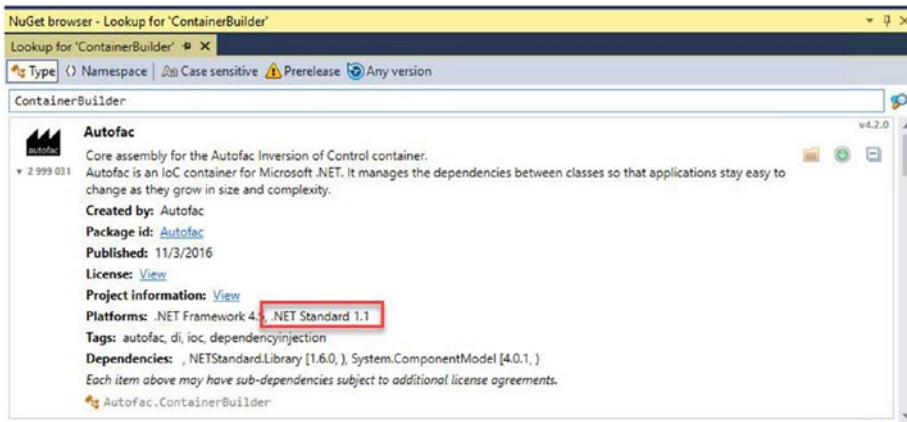 NuGet browser - Lookup for 'ContainerBuilder'
Lookup for 'ContainerBuilder'
Type () Namespace Aa Case sensitive Prerelease Any version
ContainerBuilder
Autofac
v4.2.0
autofac
Core assembly for the Autofac Inversion of Control container.
2 999 031
Autofac is an IoC container for Microsoft .NET. It manages the dependencies between classes so that applications stay easy to
change as they grow in size and complexity.
Created by: Autofac
Package id: Autofac
Published: 11/3/2016
License: View
Project information: View
Platforms: .NET Framework 4.5, .NET Standard 1.1
Tags: autofac, di, ioc, dependencyinjection
Dependencies: , NETStandard.Library [1.6.0, ), System.ComponentModel [4.0.1, )
Each item above may have sub-dependencies subject to additional license agreements.
Autofac.ContainerBuilder